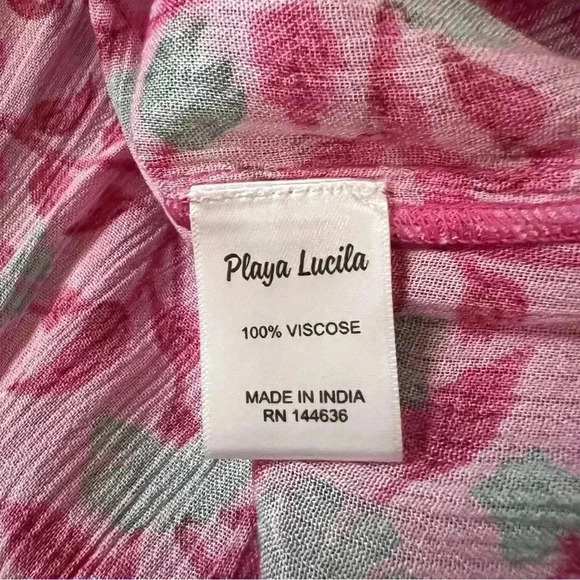 Playa Lucila
100% VISCOSE
MADE IN INDIA
RN 144636